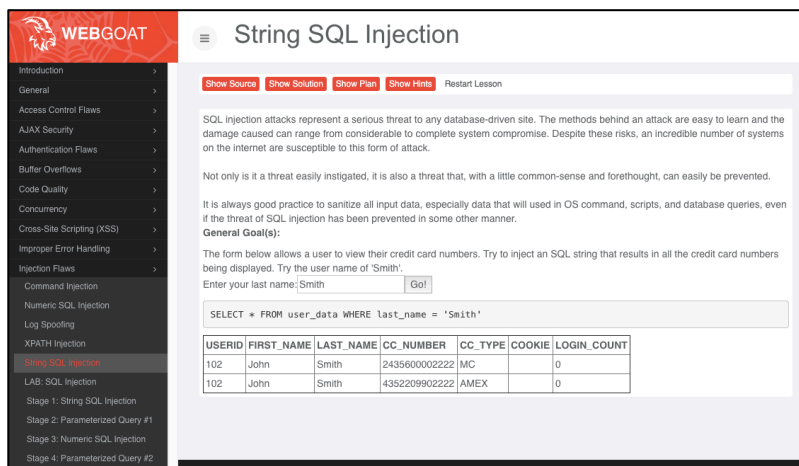 WEBGOAT
String SQL Injection
Introduction
General
Access Control Flaws
AJAX Security
Authentication Flaws
Buffer Overflows
Code Quality
Concurrency
Cross-Site Scripting (XSS)
Improper Error Handling
Injection Flaws
Command Injection
Numeric SQL Injection
Log Spoofing
XPATH Injection
String SQL Injection
LAB: SQL Injection
Stage 1: String SQL Injection
Stage 2: Parameterized Query #1
Stage 3: Numeric SQL Injection
Stage 4: Parameterized Query #2
Show Source Show Solution Show Plan Show Hints Restart Lesson
SQL injection attacks represent a serious threat to any database-driven site. The methods behind an attack are easy to learn and the
damage caused can range from considerable to complete system compromise. Despite these risks, an incredible number of systems
on the internet are susceptible to this form of attack.
Not only is it a threat easily instigated, it is also a threat that, with a little common-sense and forethought, can easily be prevented.
It is always good practice to sanitize all input data, especially data that will used in OS command, scripts, and database queries, even
if the threat of SQL injection has been prevented in some other manner.
General Goal(s):
The form below allows a user to view their credit card numbers. Try to inject an SQL string that results in all the credit card numbers
being displayed. Try the user name of 'Smith'.
Enter your last name: Smith Go!
SELECT * FROM user_data WHERE last_name = 'Smith'
USERID FIRST_NAME LAST_NAME CC_NUMBER CC_TYPE COOKIE LOGIN_COUNT
102 John Smith 2435600002222 MC 0
102 John Smith 4352209902222 AMEX 0